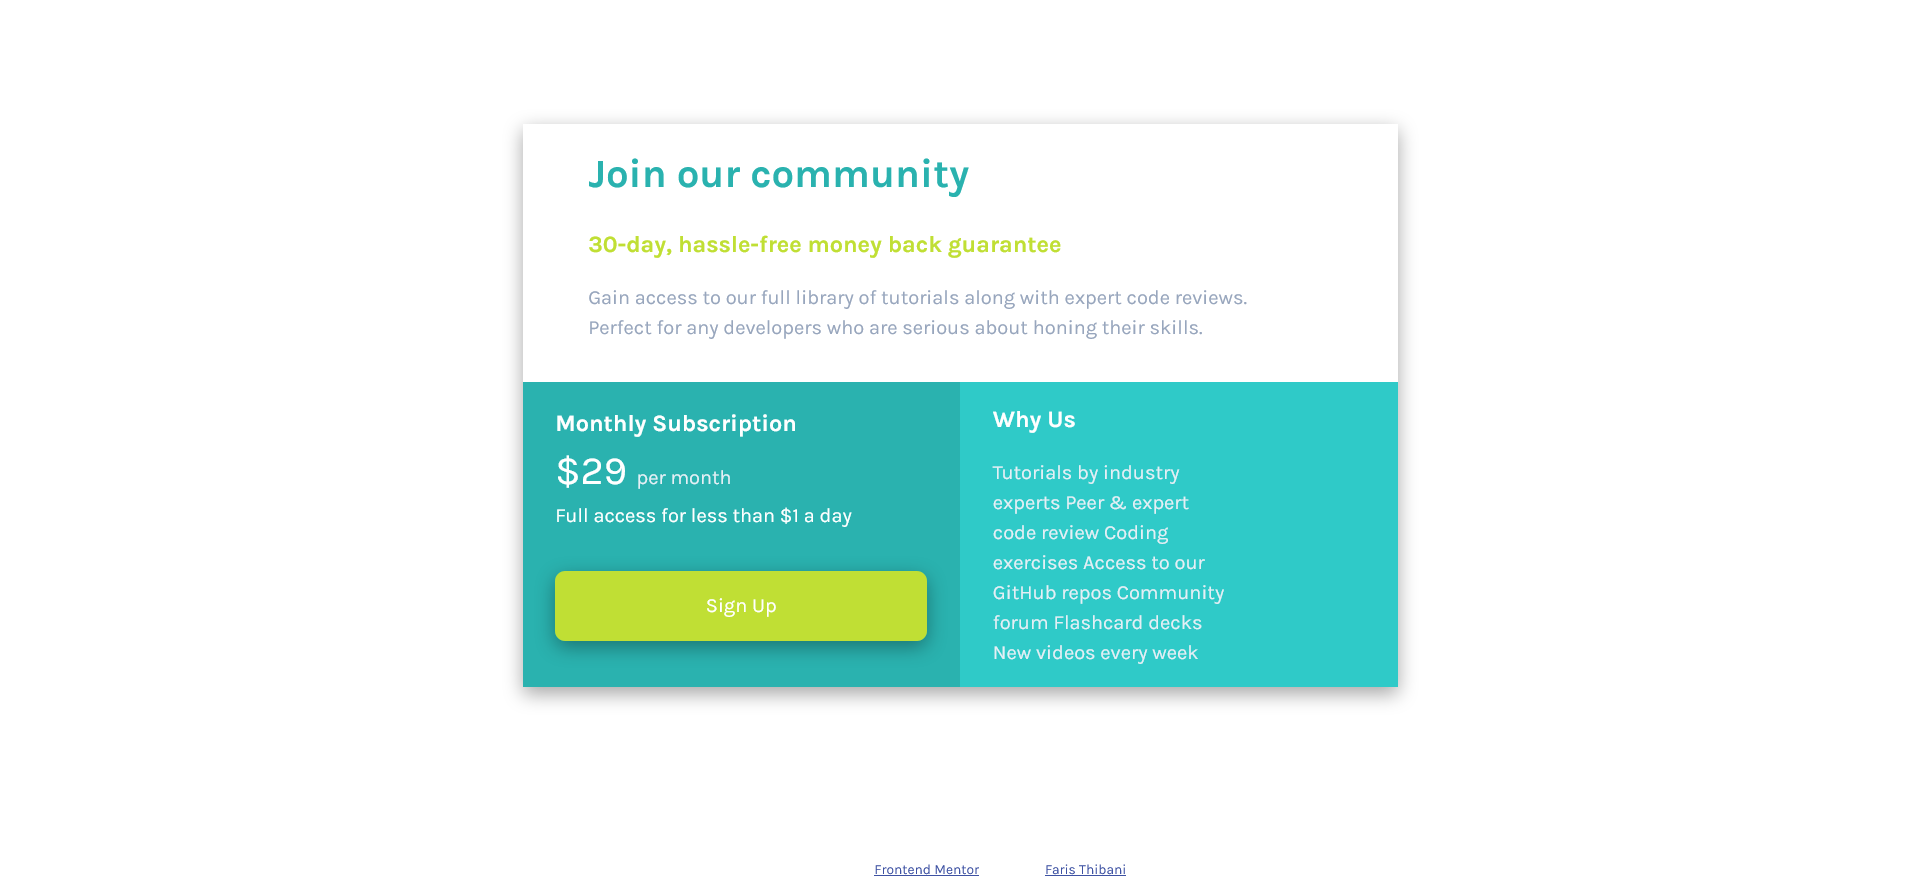 Join our community
30-day, hassle-free money back guarantee
Gain access to our full library of tutorials along with expert code reviews.
Perfect for any developers who are serious about honing their skills.
Monthly Subscription
$29 per month
Full access for less than $1 a day
Sign Up
Why Us
Tutorials by industry
experts Peer & expert
code review Coding
exercises Access to our
GitHub repos Community
forum Flashcard decks
New videos every week
Frontend Mentor
Faris Thibani